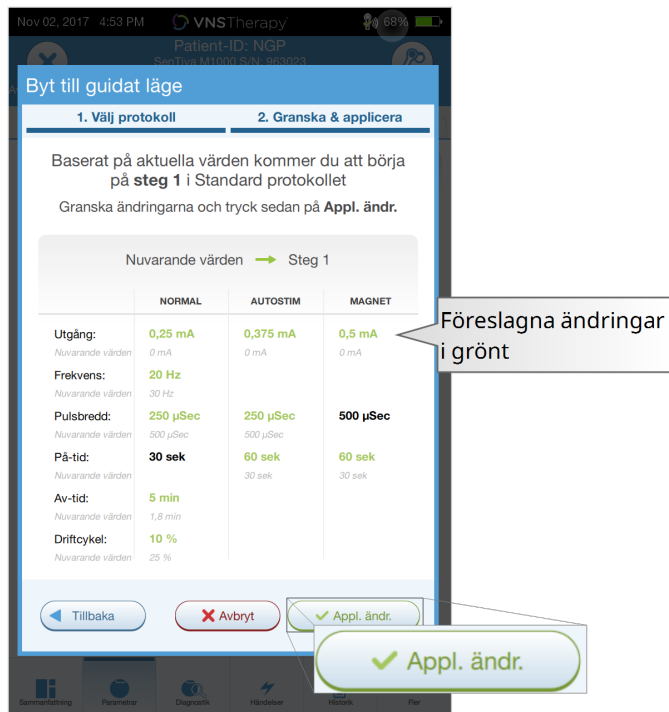 Nov 02, 2017 4:53 PM
VNSTherapy
68%
Patient-ID: NGP
SenTiva M1000 S/N: 963023
Byt till guidat läge
1. Välj protokoll
2. Granska & applicera
Baserat på aktuella värden kommer du att börja
på steg 1 i Standard protokollet
Granska ändringarna och tryck sedan på Appl. ändr.
Nuvarande värden → Steg 1
NORMAL AUTOSTIM MAGNET
Utgång: 0,25 mA 0,375 mA 0,5 mA
Nuvarande värden 0 mA 0 mA 0 mA
Frekvens: 20 Hz
Nuvarande värden 30 Hz
Pulsbredd: 250 µSec 250 µSec 500 µSec
Nuvarande värden 500 µSec 500 µSec
På-tid: 30 sek 60 sek 60 sek
Nuvarande värden 30 sek 30 sek
Av-tid: 5 min
Nuvarande värden 1,8 min
Driftcykel: 10 %
Nuvarande värden 25 %
Föreslagna ändringar
i grönt
Tillbaka
Avbryt
Appl. ändr.
Appl. ändr.
Sammanfattning Parametrar Diagnostik Händelser Historik Fler